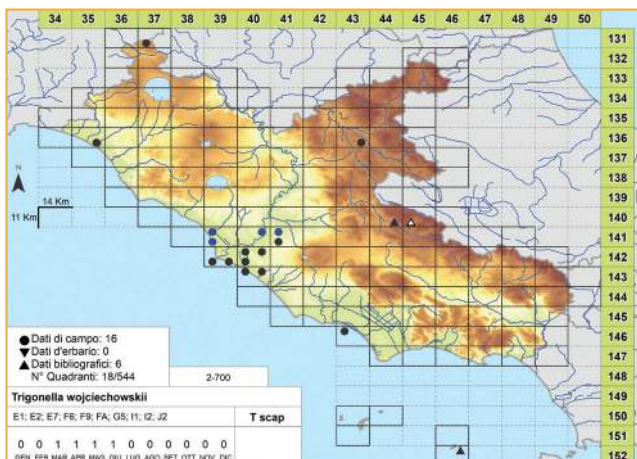 34 35 36 37 38 39 40 41 42 43 44 45 46 47 48 49 50
131
132
133
134
135
136
137
138
139
140
141
142
143
144
145
146
147
148
149
150
151
152
N
14 Km
11 Km
Dati di campo: 16
Dati d'erbario: 0
Dati bibliografici: 6
N° Quadranti: 18/544
2-700
Trigonella wojciechowskii
E1; E2; E7; F6; F9; FA; G5; I1; I2; J2
T scap
0 0 1 1 1 1 0 0 0 0 0 0
GEN FEB MAR APR MAG GIU LUG AGO SET OTT NOV DIC